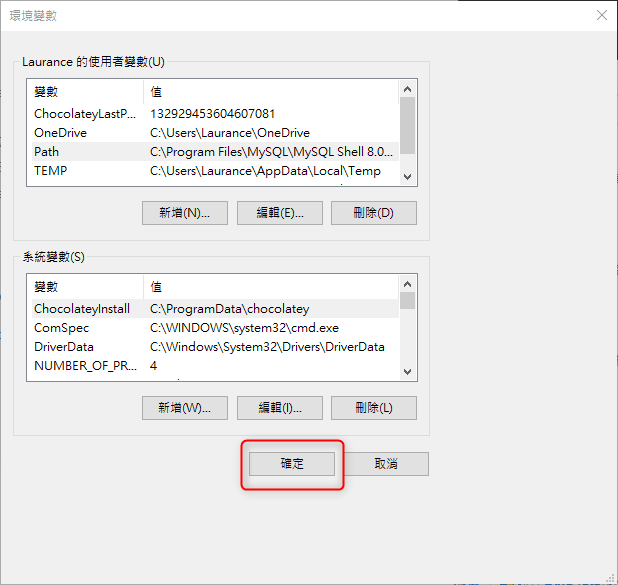 環境變數
Laurance 的使用者變數(U)
變數 值
ChocolateyLastP... 132929453604607081
OneDrive C:\Users\Laurance\OneDrive
Path C:\Program Files\MySQL\MySQL Shell 8.0...
TEMP C:\Users\Laurance\AppData\Local\Temp
新增(N)... 編輯(E)... 刪除(D)
系統變數(S)
變數 值
ChocolateyInstall C:\ProgramData\chocolatey
ComSpec C:\WINDOWS\system32\cmd.exe
DriverData C:\Windows\System32\Drivers\DriverData
NUMBER_OF_PR... 4
新增(W)... 編輯(I)... 刪除(L)
確定 取消